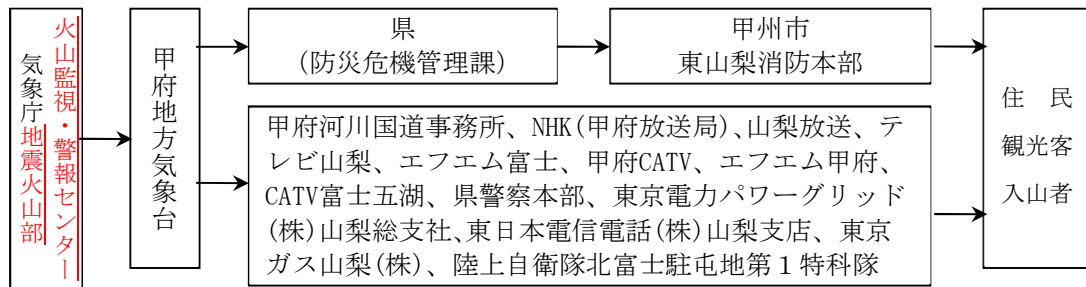 気象庁地震火山部
火山監視・警報センター
甲府地方気象台
県
(防災危機管理課)
甲州市
東山梨消防本部
甲府河川国道事務所、NHK(甲府放送局)、山梨放送、テ
レビ山梨、エフエム富士、甲府CATV、エフエム甲府、
CATV富士五湖、県警察本部、東京電力パワーグリッド
(株)山梨総支社、東日本電信電話(株)山梨支店、東京
ガス山梨(株)、陸上自衛隊北富士駐屯地第１特科隊
住　民
観光客
入山者